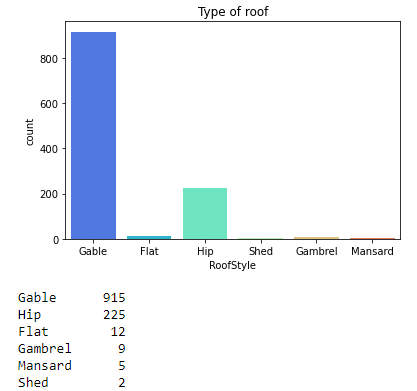 Type of roof
800
600
400
200
0
count
Gable Flat Hip Shed Gambrel Mansard
RoofStyle
Gable 915
Hip 225
Flat 12
Gambrel 9
Mansard 5
Shed 2